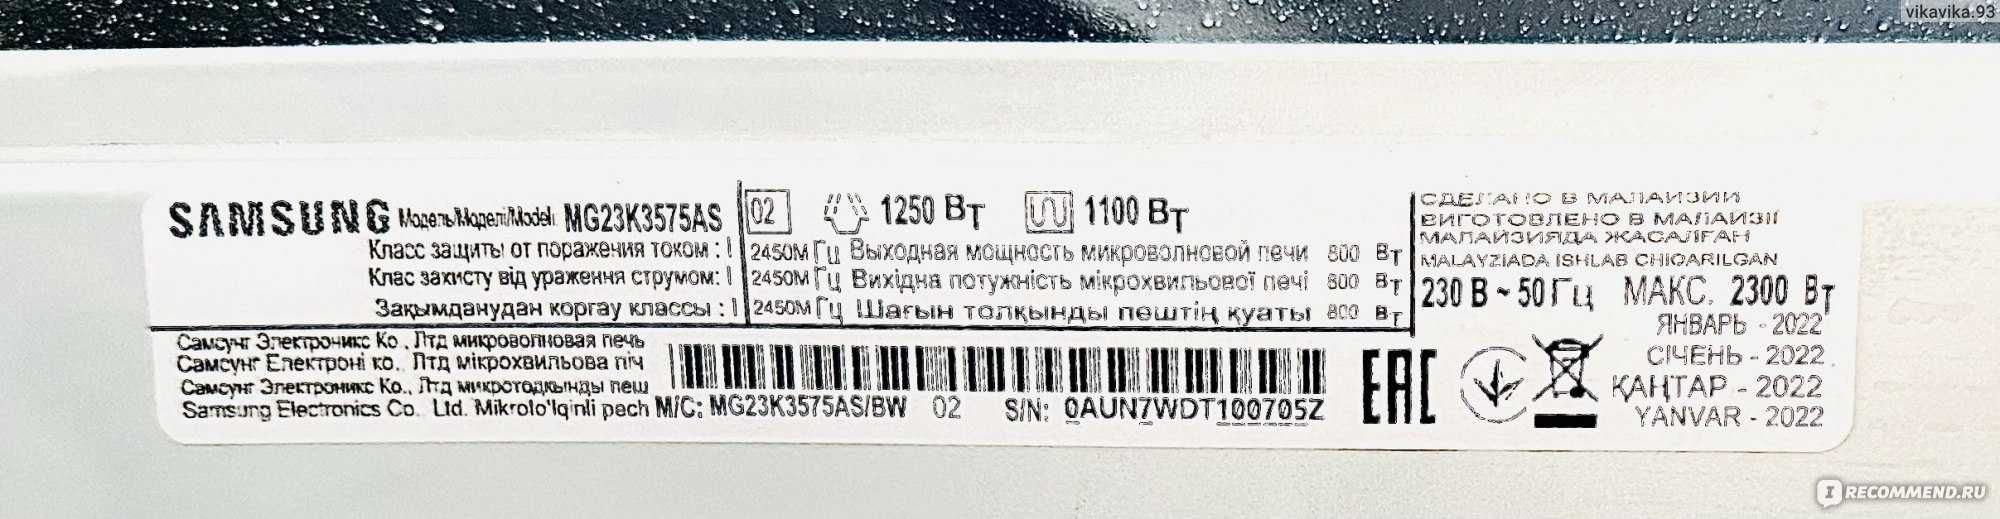 vikavika.93
SAMSUNG Модель/Модель/Model: MG23K3575AS
Класс защиты от поражения током : I
Клас захисту від ураження струмом: I
Зақымданудан қорғау классы : I
02 1250 Вт 1100 Вт
2450М Гц Выходная мощность микроволновой печи 800 Вт
2450М Гц Вихідна потужність мікрохвильової печі 800 Вт
2450М Гц Шағын толқынды пештің қуаты 800 Вт
СДЕЛАНО В МАЛАЙЗИИ
ВИГОТОВЛЕНО В МАЛАЙЗІЇ
МАЛАЙЗИЯДА ЖАСАЛҒАН
MALAYZIADA ISHLAB CHIQARILGAN
230 В ~ 50 Гц МАКС. 2300 Вт
ЯНВАРЬ - 2022
СІЧЕНЬ - 2022
ҚАҢТАР - 2022
YANVAR - 2022
Самсунг Электроникс Ко., Лтд микроволновая печь
Самсунг Електроні ко., Лтд мікрохвильова піч
Самсунг Электроникс Ко., Лтд микротолқынды пеш
Samsung Electronics Co., Ltd. Mikrolo'lqinli pech
M/C: MG23K3575AS/BW 02 S/N: 0AUN7WDT100705Z
EAC
IRECOMMEND.RU